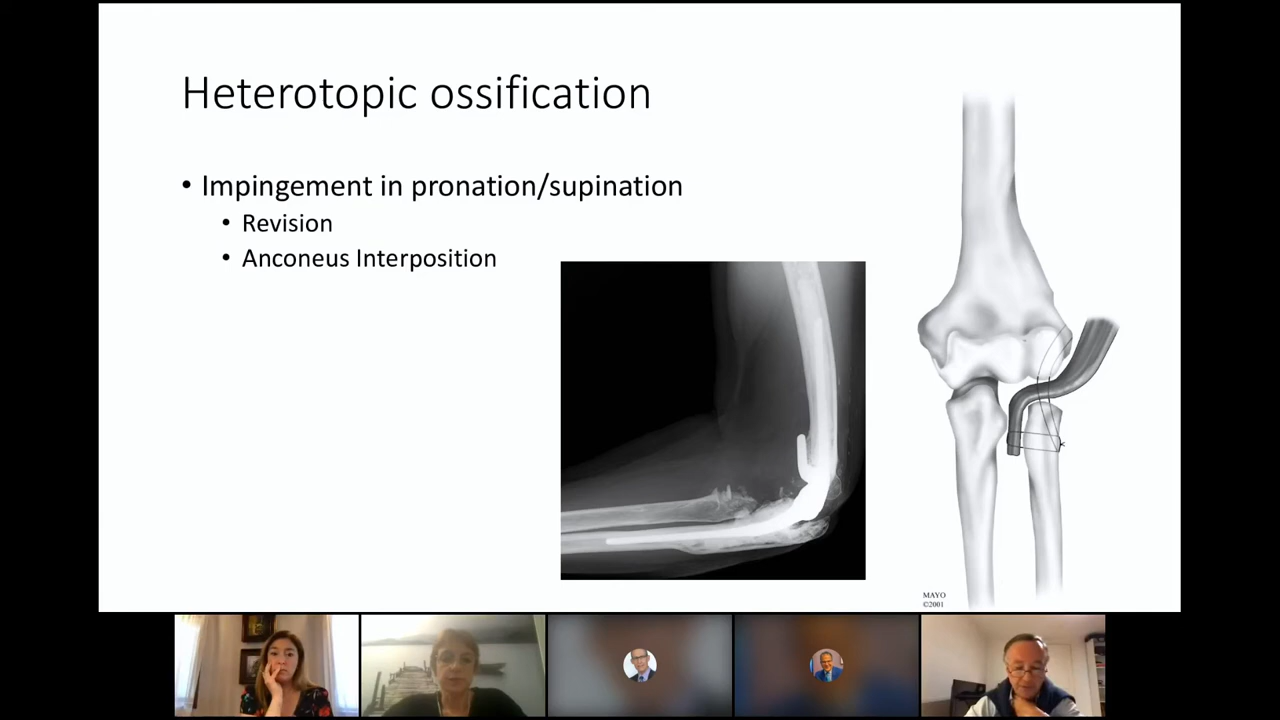 Heterotopic ossification
• Impingement in pronation/supination
• Revision
• Anconeus Interposition
MAYO
©2001